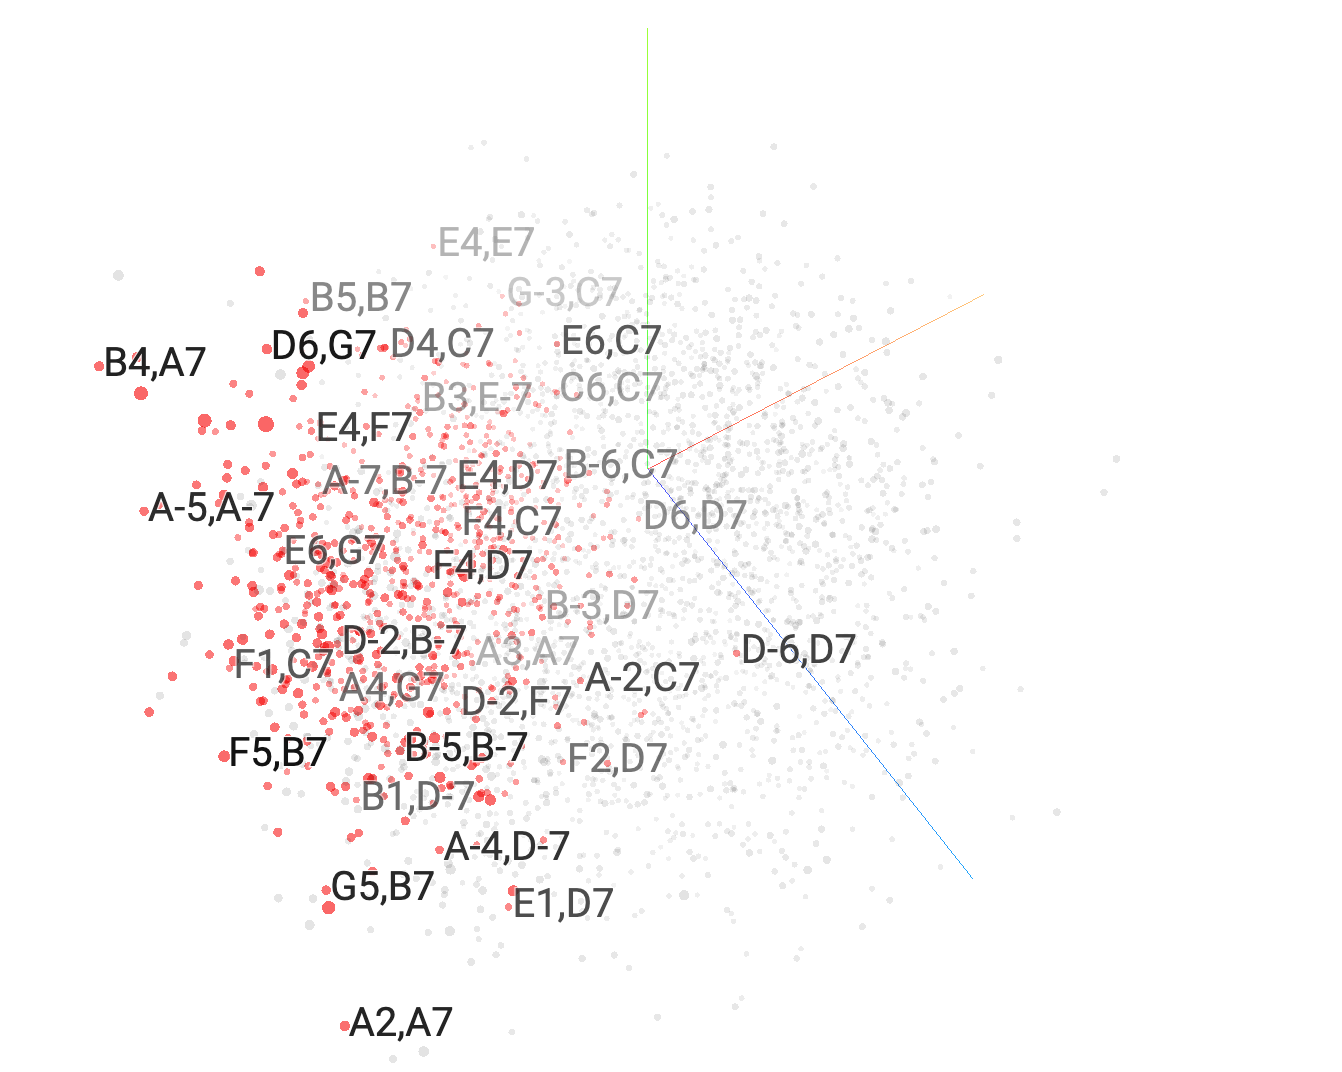 E4,E7
G-3,C7
B5,B7
D6,G7
D4,C7
E6,C7
B4,A7
C6,C7
B3,E-7
E4,F7
B-6,C7
A-7,B-7
E4,D7
A-5,A-7
D6,D7
F4,C7
E6,G7
F4,D7
B-3,D7
D-2,B-7
A3,A7
D-6,D7
F1,C7
A-2,C7
A4,G7
D-2,F7
F5,B7
B-5,B-7
F2,D7
B1,D-7
A-4,D-7
G5,B7
E1,D7
A2,A7